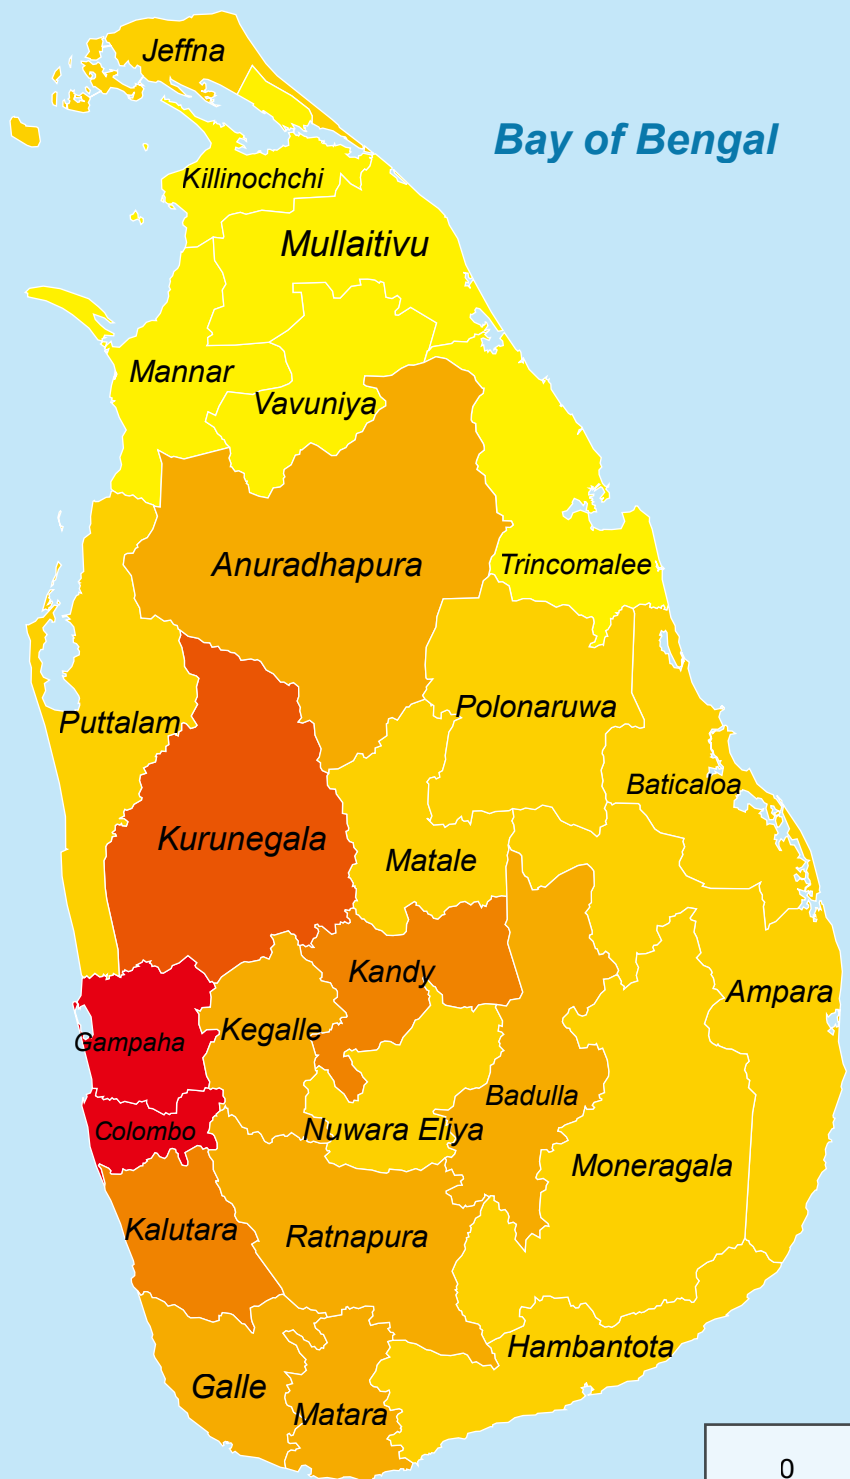 Jeffna
Bay of Bengal
Killinochchi
Mullaitivu
Mannar
Vavuniya
Anuradhapura
Trincomalee
Polonaruwa
Puttalam
Baticaloa
Kurunegala
Matale
Kandy
Ampara
Kegalle
Gampaha
Badulla
Nuwara Eliya
Colombo
Moneragala
Kalutara
Ratnapura
Hambantota
Galle
Matara
0